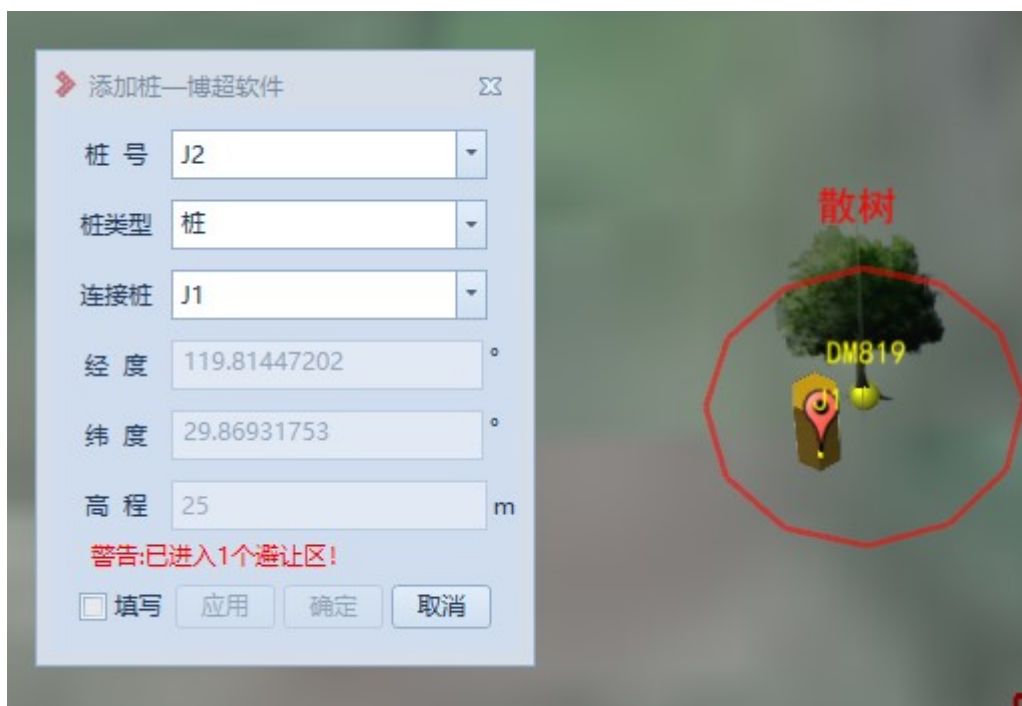 添加桩—博超软件
桩 号 J2
桩类型 桩
连接桩 J1
经 度 119.81447202 °
纬 度 29.86931753 °
高 程 25 m
警告:已进入1个避让区!
填写 应用 确定 取消
散树
DM819
J1